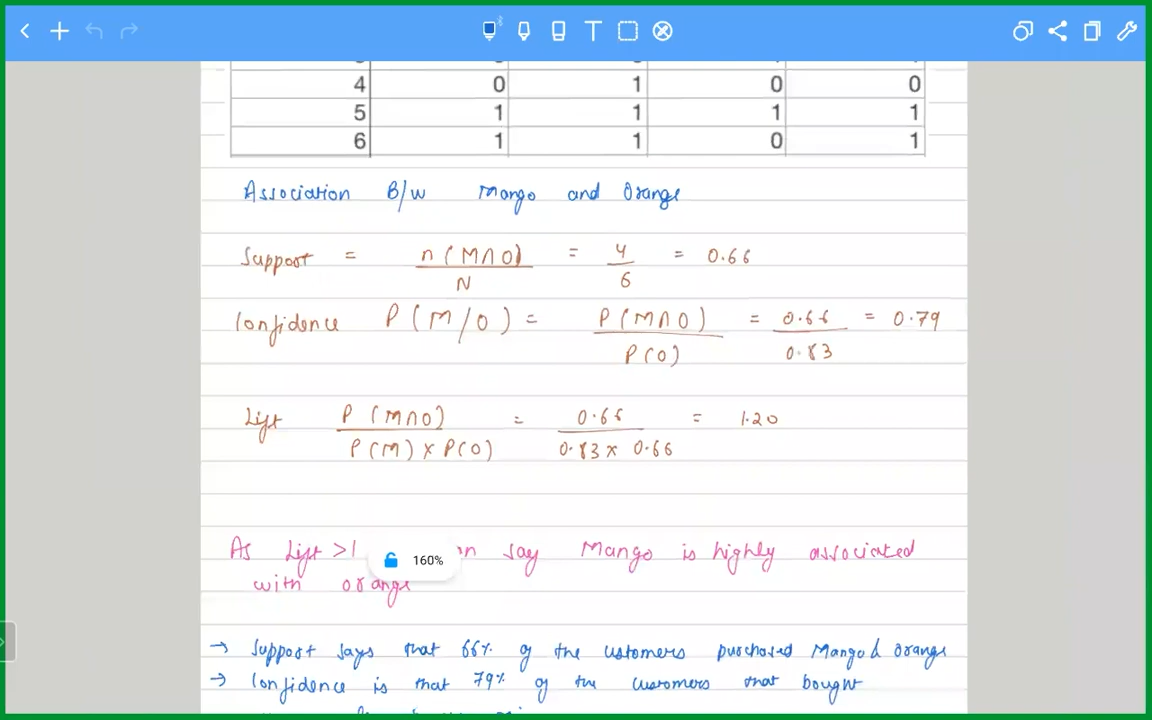 T
4 0 1 0 0
5 1 1 1 1
6 1 1 0 1
Association B/w Mango and Orange
Support = n(M∩O) / N = 4 / 6 = 0.66
Confidence P(M/O) = P(M∩O) / P(O) = 0.66 / 0.83 = 0.79
Lift P(M∩O) / P(M) x P(O) = 0.66 / 0.83 x 0.66 = 1.20
As Lift >1 say Mango is highly associated
160%
with orange
→ Support says that 66% of the customers purchased Mango & orange
→ Confidence is that 79% of the customers that bought